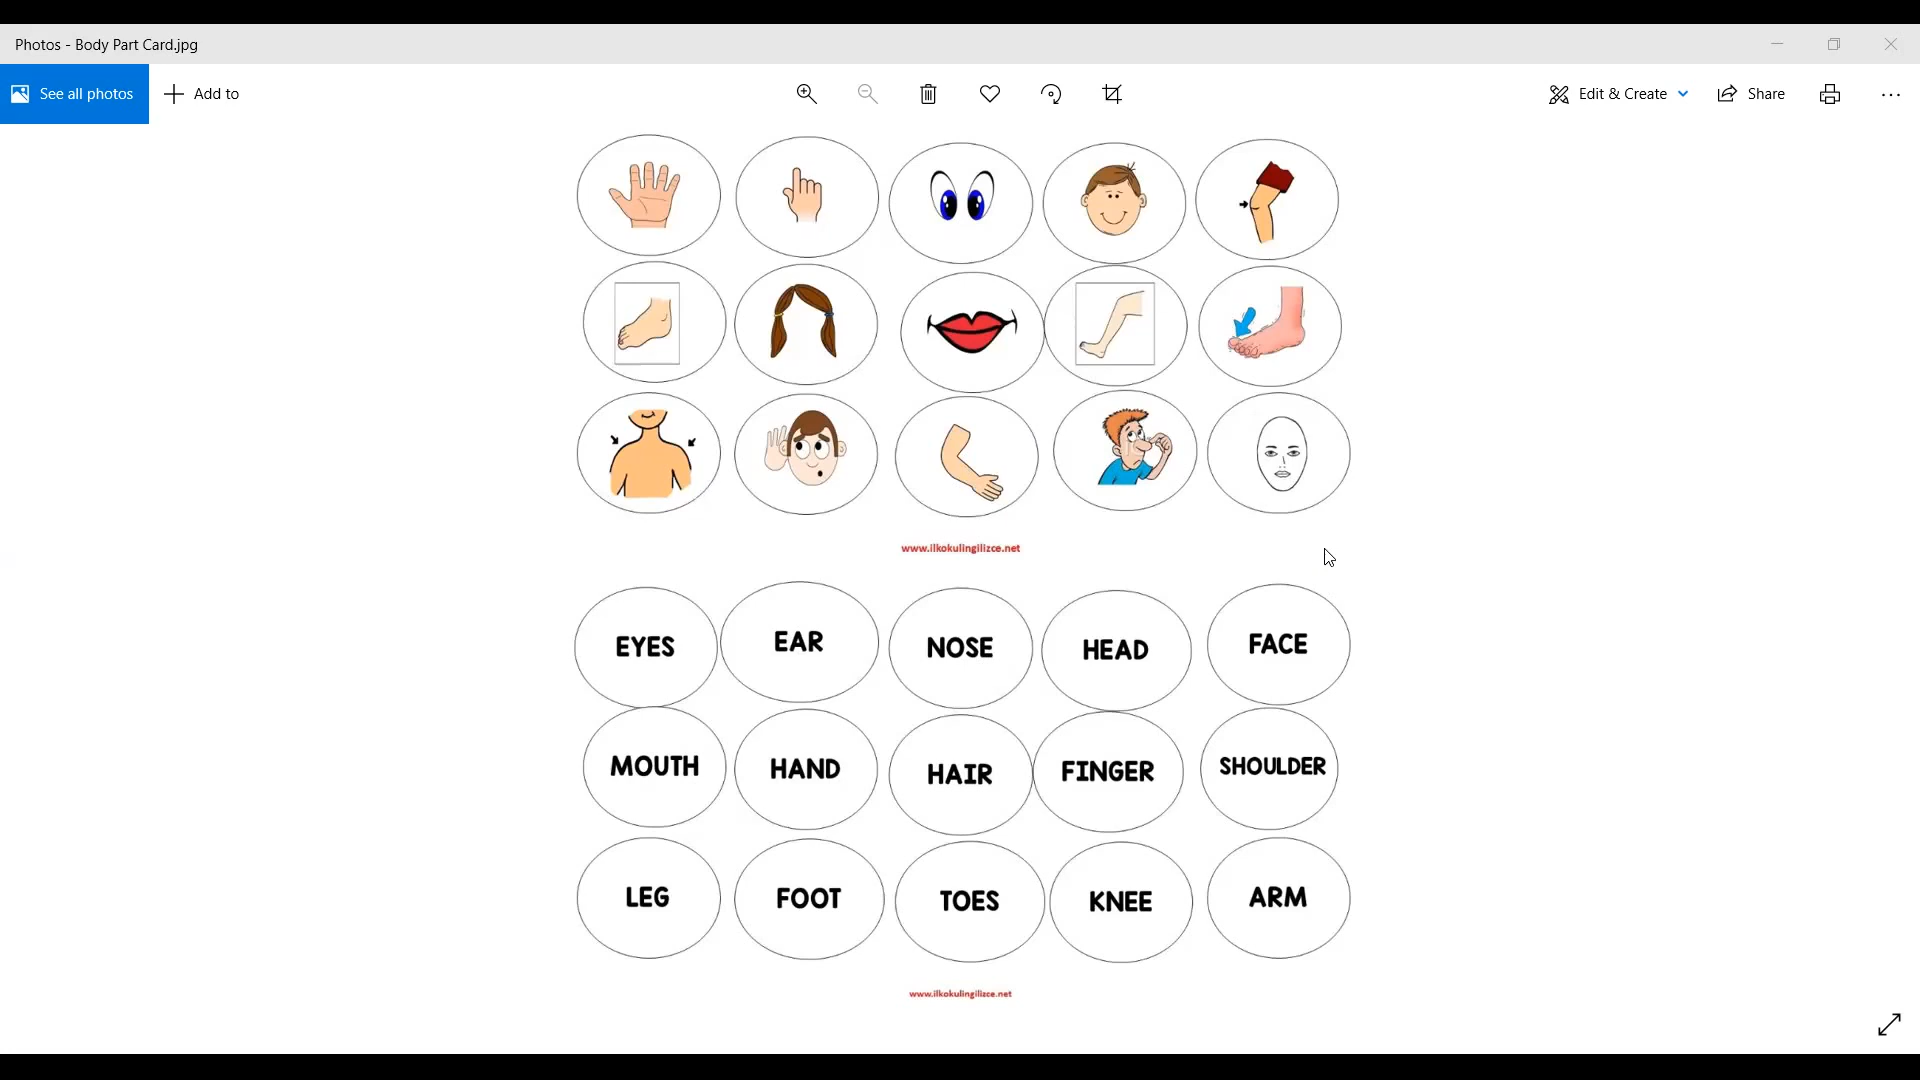 Photos - Body Part Card.jpg
See all photos
Add to
Edit & Create
Share
www.ilkokulingilizce.net
EYES
EAR
NOSE
HEAD
FACE
MOUTH
HAND
HAIR
FINGER
SHOULDER
LEG
FOOT
TOES
KNEE
ARM
www.ilkokulingilizce.net